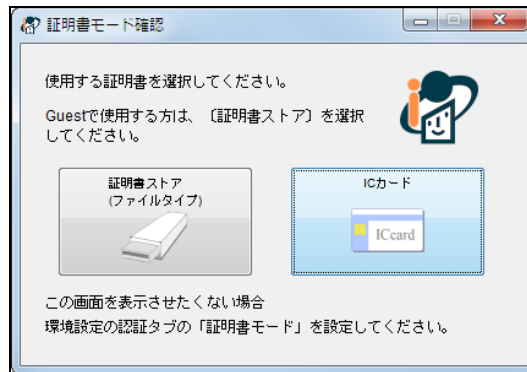 証明書モード確認
使用する証明書を選択してください。
Guestで使用する方は、〔証明書ストア〕を選択
してください。
証明書ストア
(ファイルタイプ)
ICカード
ICcard
この画面を表示させたくない場合
環境設定の認証タブの「証明書モード」を設定してください。